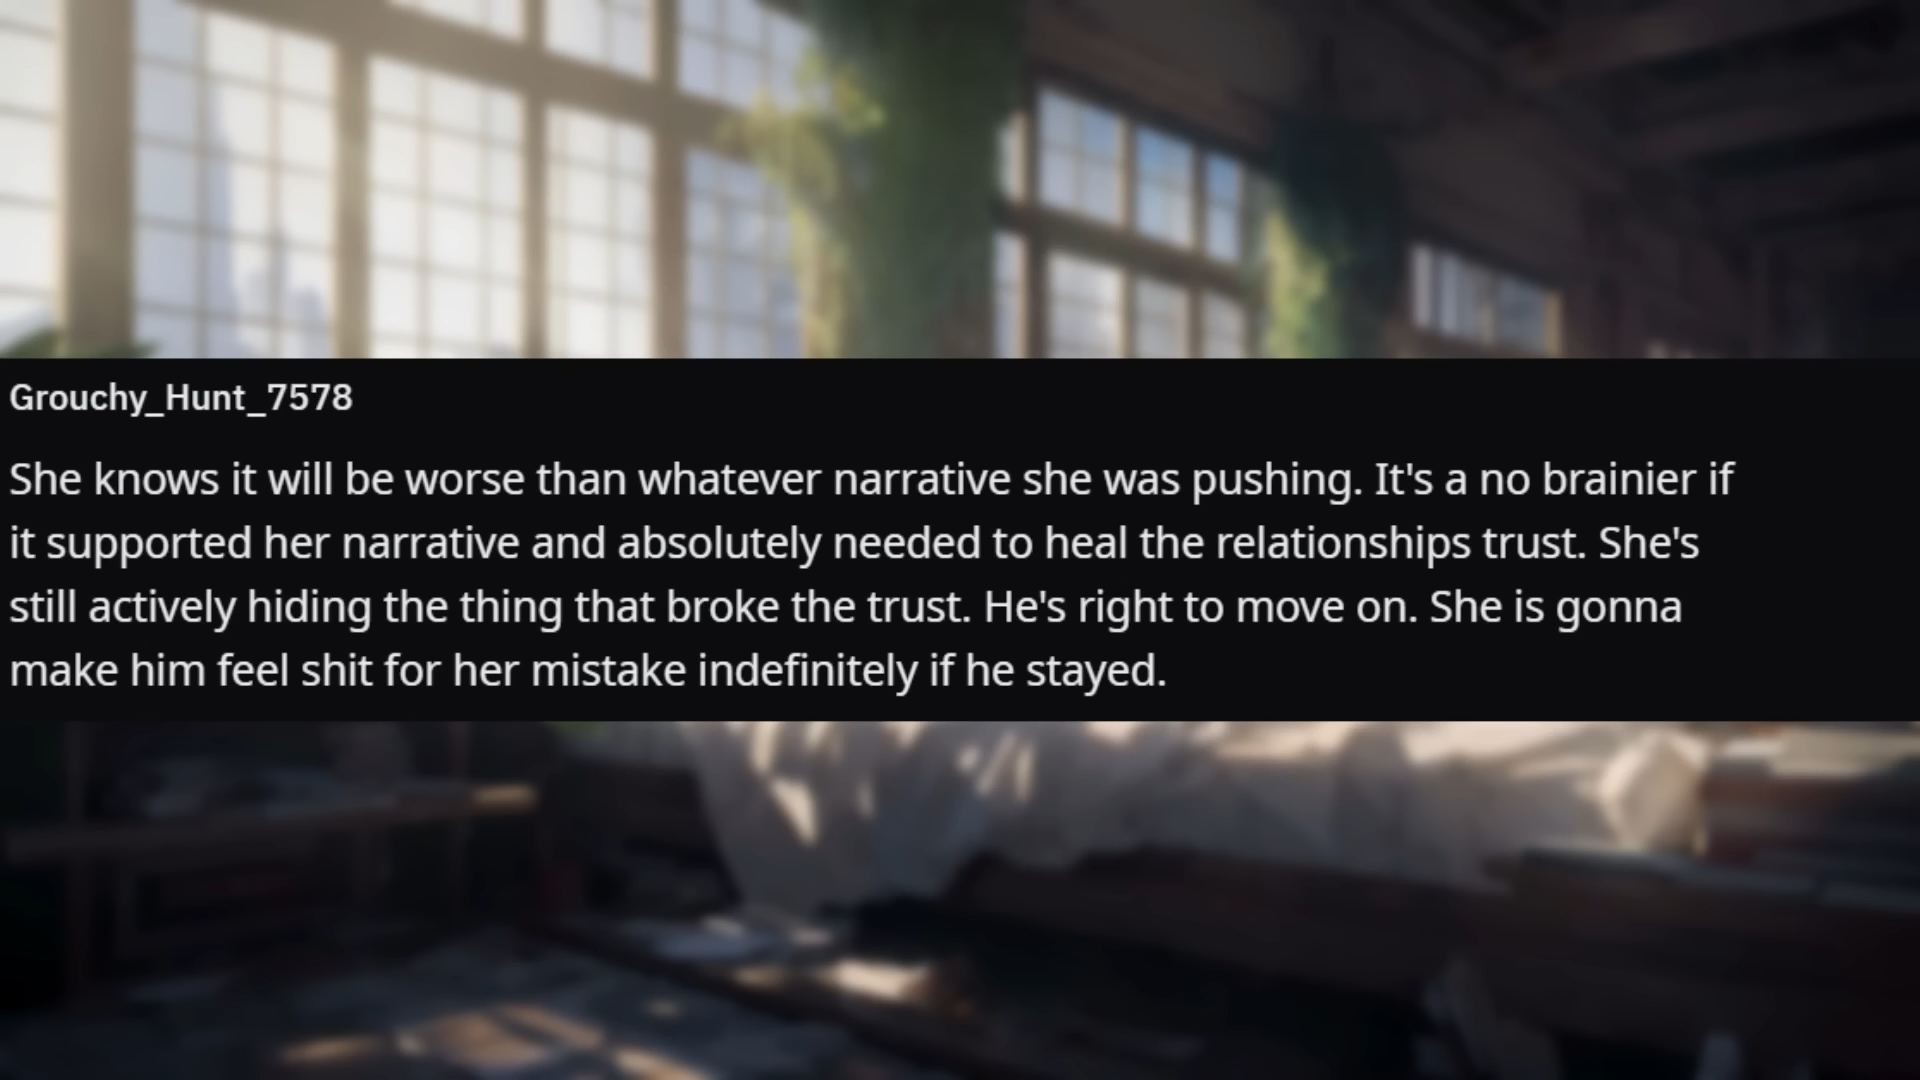 Grouchy_Hunt_7578
She knows it will be worse than whatever narrative she was pushing. It's a no brainier if
it supported her narrative and absolutely needed to heal the relationships trust. She's
still actively hiding the thing that broke the trust. He's right to move on. She is gonna
make him feel shit for her mistake indefinitely if he stayed.